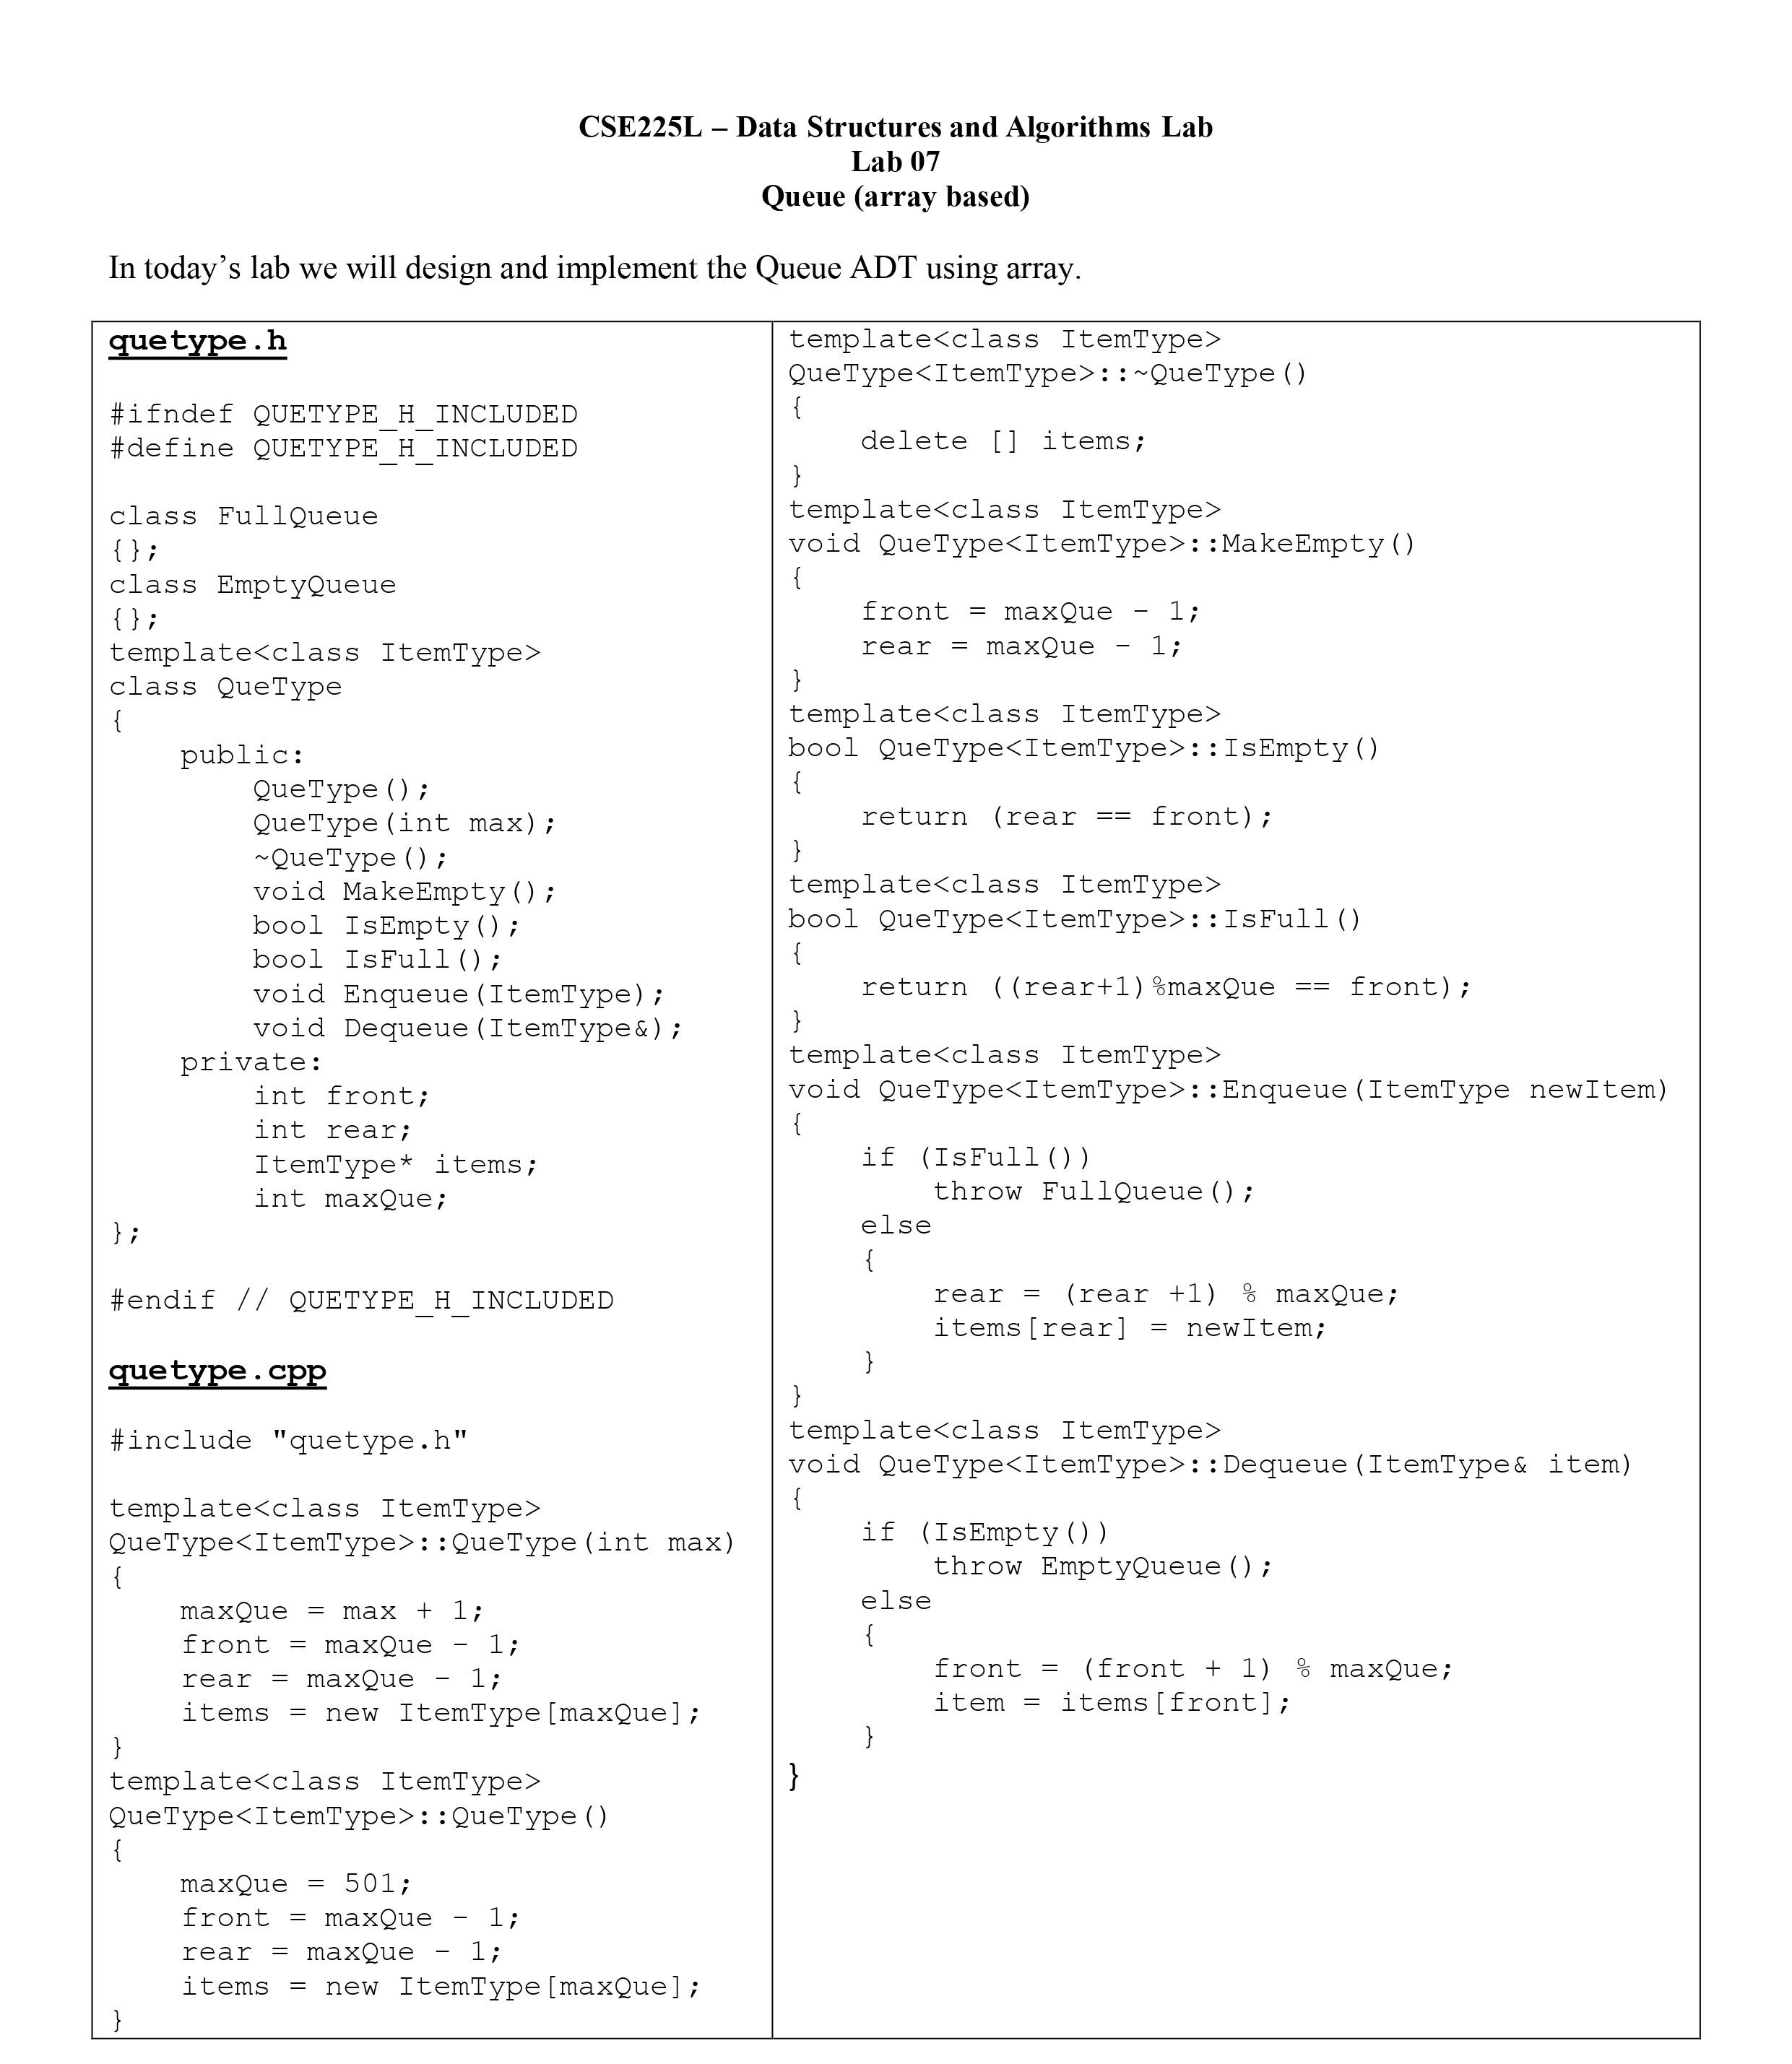 CSE225L – Data Structures and Algorithms Lab
Lab 07
Queue (array based)
In today’s lab we will design and implement the Queue ADT using array.
quetype.h
#ifndef QUETYPE_H_INCLUDED
#define QUETYPE_H_INCLUDED
class FullQueue
{};
class EmptyQueue
{};
template<class ItemType>
class QueType
{
    public:
        QueType();
        QueType(int max);
        ~QueType();
        void MakeEmpty();
        bool IsEmpty();
        bool IsFull();
        void Enqueue(ItemType);
        void Dequeue(ItemType&);
    private:
        int front;
        int rear;
        ItemType* items;
        int maxQue;
};
#endif // QUETYPE_H_INCLUDED
quetype.cpp
#include "quetype.h"
template<class ItemType>
QueType<ItemType>::QueType(int max)
{
    maxQue = max + 1;
    front = maxQue - 1;
    rear = maxQue - 1;
    items = new ItemType[maxQue];
}
template<class ItemType>
QueType<ItemType>::QueType()
{
    maxQue = 501;
    front = maxQue - 1;
    rear = maxQue - 1;
    items = new ItemType[maxQue];
}
template<class ItemType>
QueType<ItemType>::~QueType()
{
    delete [] items;
}
template<class ItemType>
void QueType<ItemType>::MakeEmpty()
{
    front = maxQue - 1;
    rear = maxQue - 1;
}
template<class ItemType>
bool QueType<ItemType>::IsEmpty()
{
    return (rear == front);
}
template<class ItemType>
bool QueType<ItemType>::IsFull()
{
    return ((rear+1)%maxQue == front);
}
template<class ItemType>
void QueType<ItemType>::Enqueue(ItemType newItem)
{
    if (IsFull())
        throw FullQueue();
    else
    {
        rear = (rear +1) % maxQue;
        items[rear] = newItem;
    }
}
template<class ItemType>
void QueType<ItemType>::Dequeue(ItemType& item)
{
    if (IsEmpty())
        throw EmptyQueue();
    else
    {
        front = (front + 1) % maxQue;
        item = items[front];
    }
}